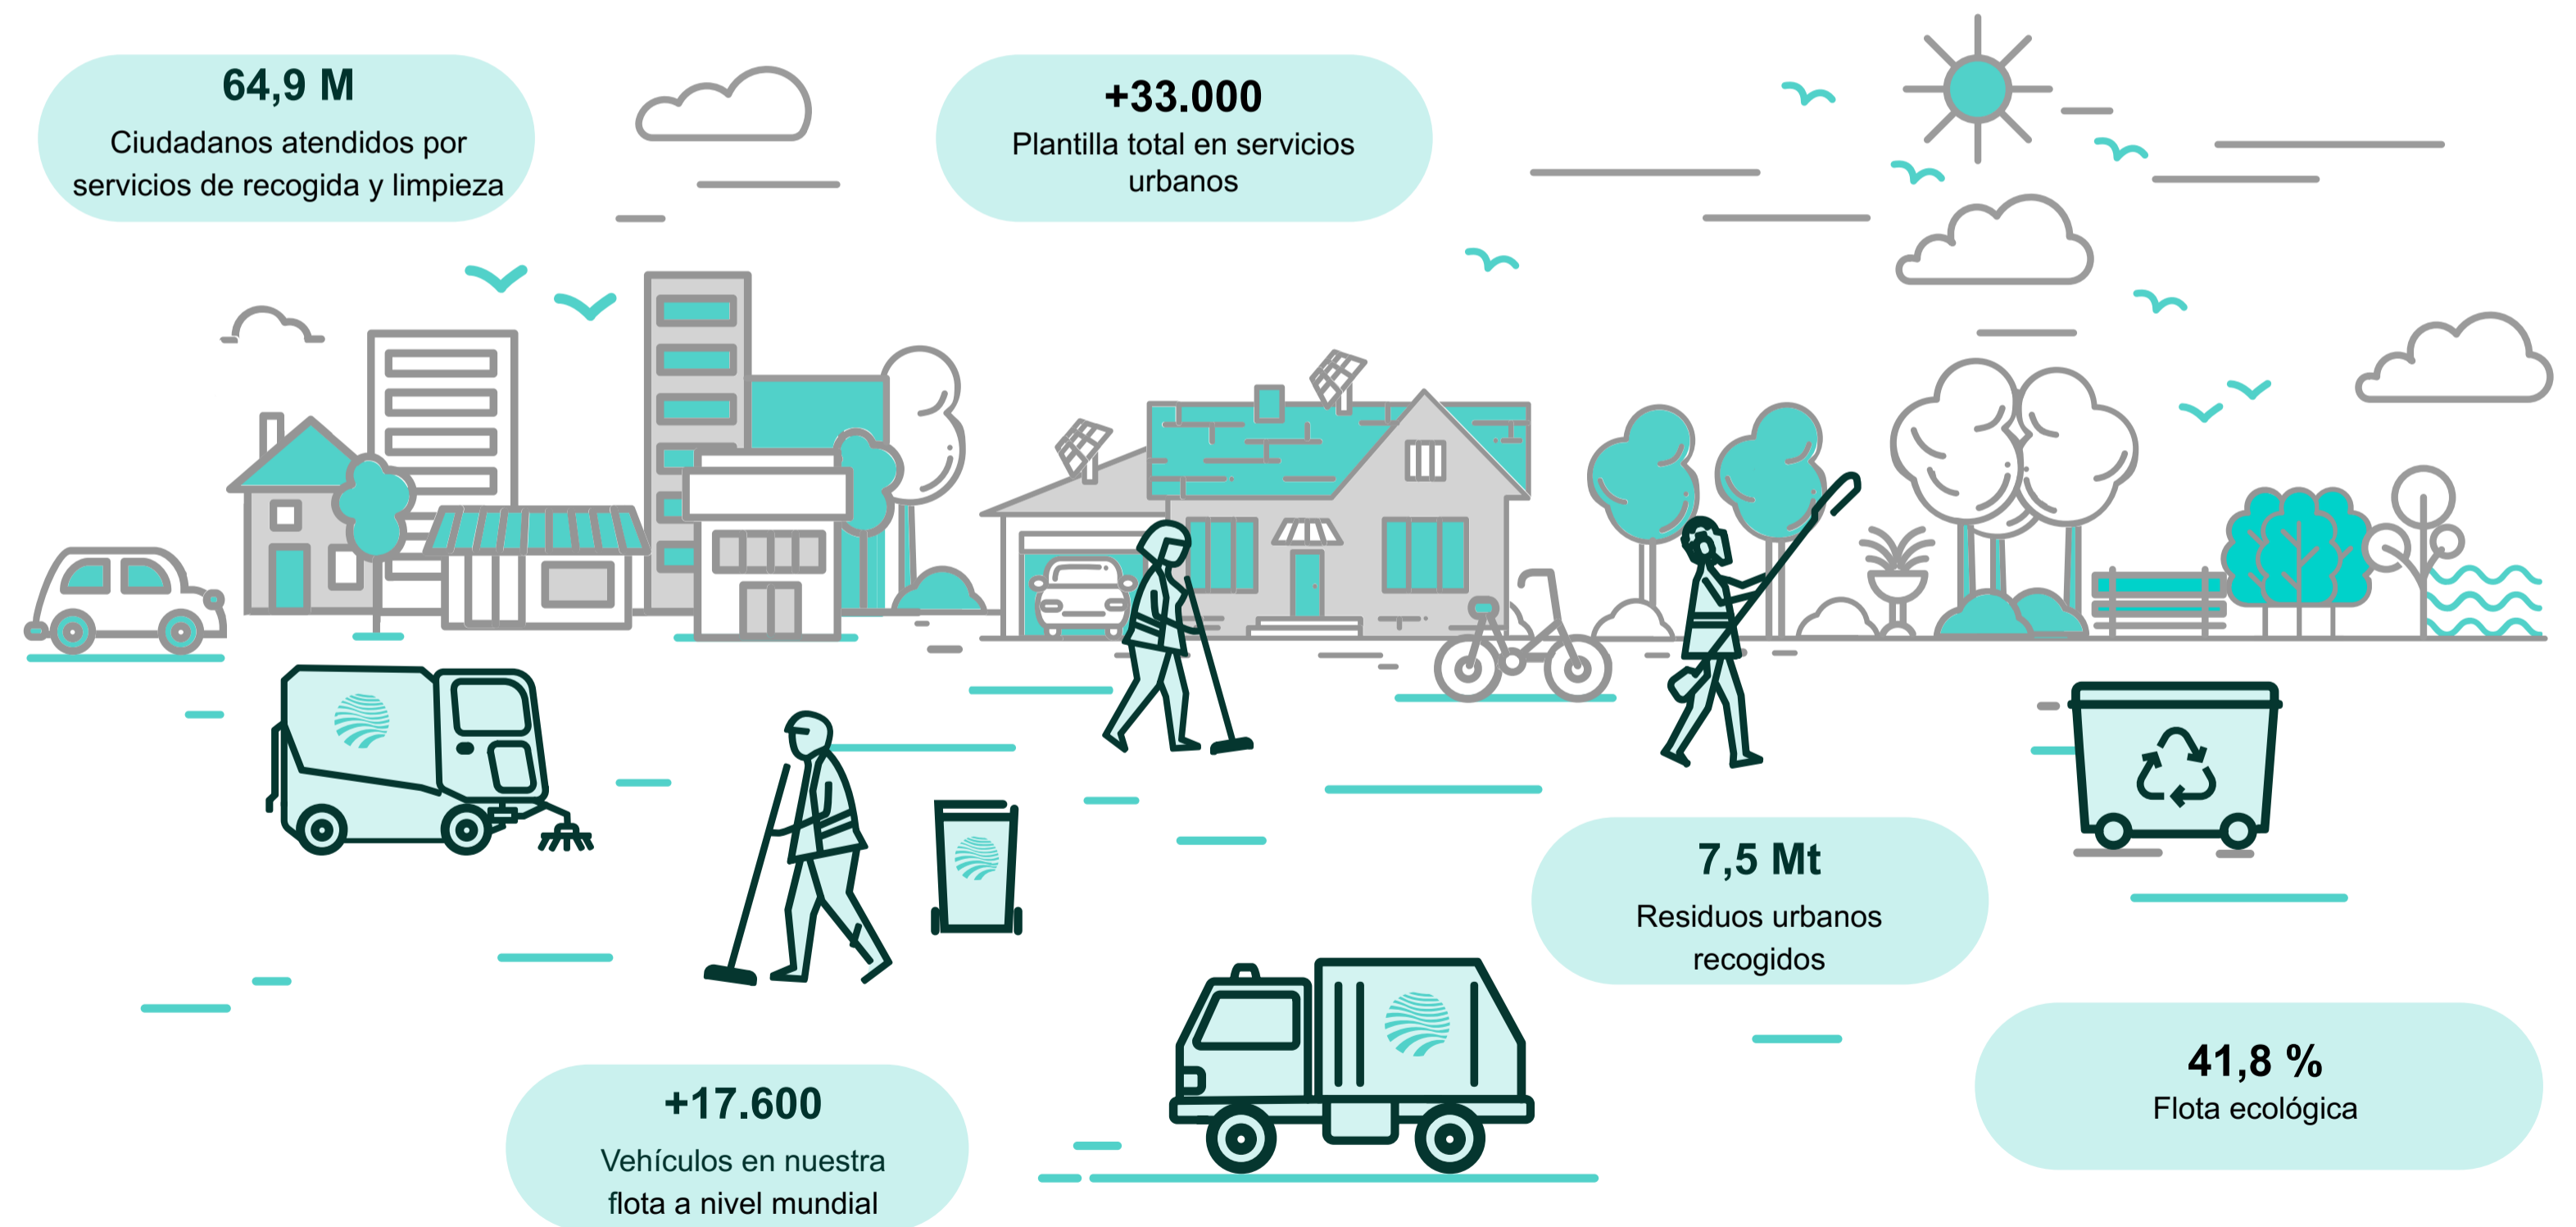 64,9 M
Ciudadanos atendidos por
servicios de recogida y limpieza
+33.000
Plantilla total en servicios
urbanos
7,5 Mt
Residuos urbanos
recogidos
41,8 %
Flota ecológica
+17.600
Vehículos en nuestra
flota a nivel mundial